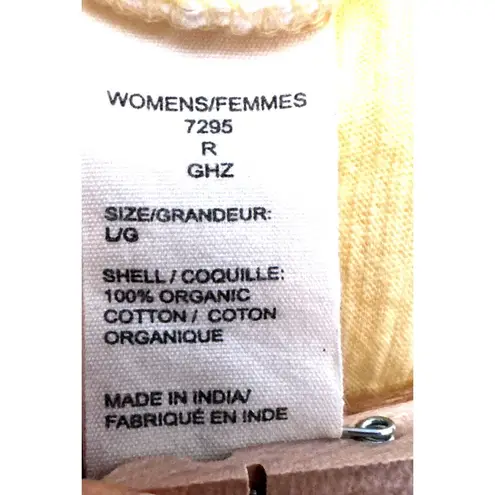 WOMENS/FEMMES
7295
R
GHZ
SIZE/GRANDEUR:
L/G
SHELL / COQUILLE:
100% ORGANIC
COTTON / COTON
ORGANIQUE
MADE IN INDIA/
FABRIQUÉ EN INDE